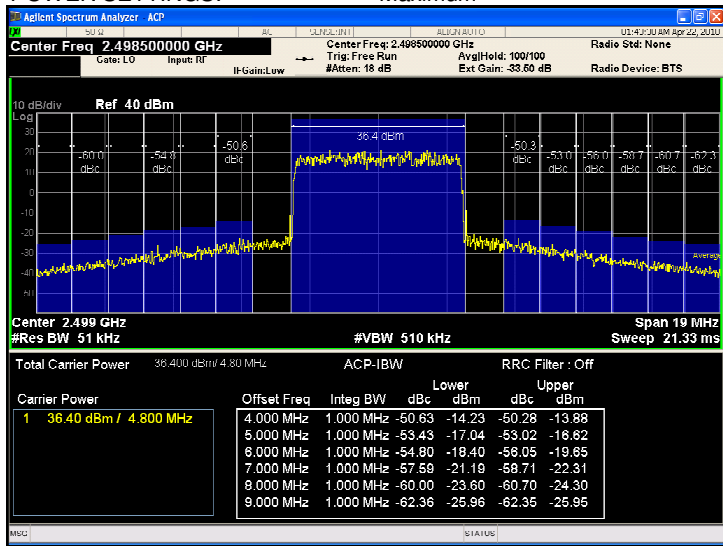 Maximum
Agilent Spectrum Analyzer - ACP
50 Ω AC SENSE:INT ALIGN AUTO 01:43:30 AM Apr 22, 2010
Center Freq 2.498500000 GHz
Gate: LO Input: RF IFGain:Low
Center Freq: 2.498500000 GHz
Trig: Free Run Avg|Hold: 100/100
#Atten: 18 dB Ext Gain: -33.50 dB
Radio Std: None
Radio Device: BTS
10 dB/div Ref 40 dBm
Log
30
20
10
0
-10
-20
-30
-40
36.4 dBm
-60.0 dBc
-54.8 dBc
-50.6 dBc
-50.3 dBc
-53.0 dBc
-56.0 dBc
-58.7 dBc
-60.7 dBc
-62.3 dBc
Average
Center 2.499 GHz Span 19 MHz
#Res BW 51 kHz #VBW 510 kHz Sweep 21.33 ms
Total Carrier Power 36.400 dBm/ 4.80 MHz ACP-IBW RRC Filter : Off
Lower Upper
Carrier Power Offset Freq Integ BW dBc dBm dBc dBm
1 36.40 dBm / 4.800 MHz 4.000 MHz 1.000 MHz -50.63 -14.23 -50.28 -13.88
5.000 MHz 1.000 MHz -53.43 -17.04 -53.02 -16.62
6.000 MHz 1.000 MHz -54.80 -18.40 -56.05 -19.65
7.000 MHz 1.000 MHz -57.59 -21.19 -58.71 -22.31
8.000 MHz 1.000 MHz -60.00 -23.60 -60.70 -24.30
9.000 MHz 1.000 MHz -62.36 -25.96 -62.35 -25.95
MSG STATUS